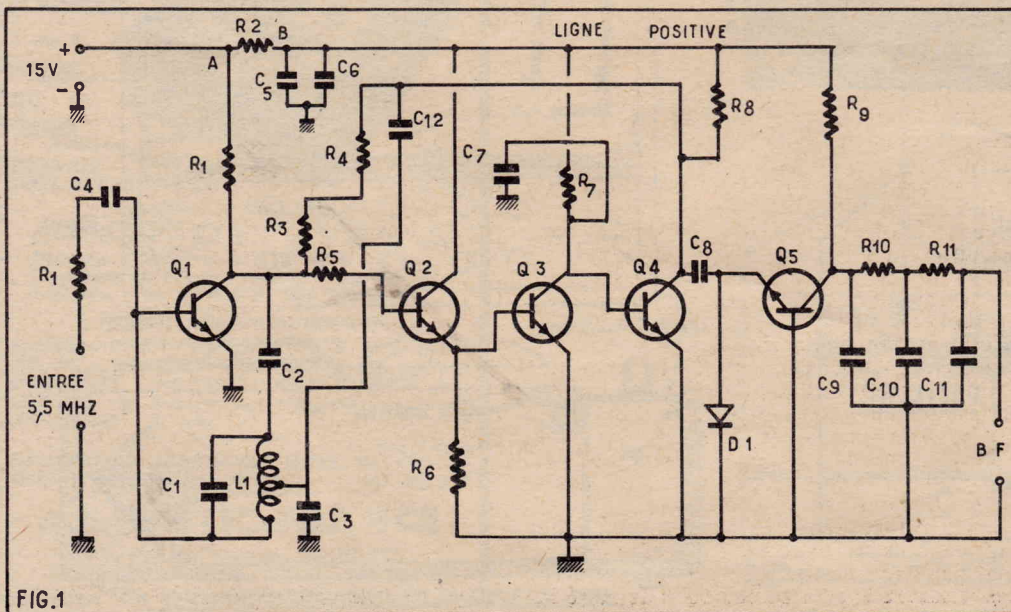 R2
LIGNE POSITIVE
+
A
B
15V
-
C5
C6
C12
R8
R9
R1
R4
C7
R7
C4
R3
R5
Q1
Q2
Q3
Q4
C8
Q5
R10
R11
R1
C2
C9
C10
C11
ENTREE
5,5 MHZ
D1
BF
R6
C1
L1
C3
FIG.1